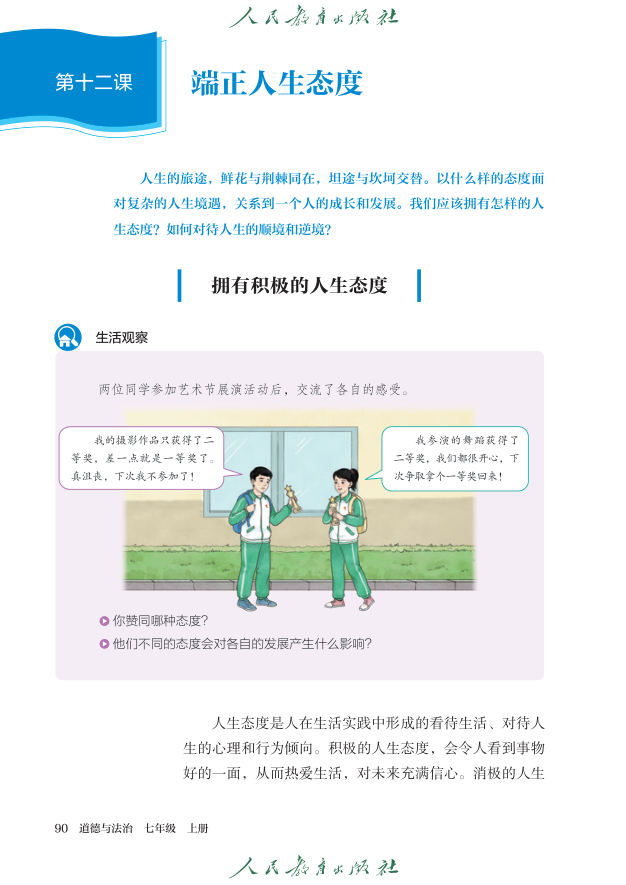 人民教育出版社
第十二课
端正人生态度
人生的旅途，鲜花与荆棘同在，坦途与坎坷交替。以什么样的态度面
对复杂的人生境遇，关系到一个人的成长和发展。我们应该拥有怎样的人
生态度？如何对待人生的顺境和逆境？
拥有积极的人生态度
生活观察
两位同学参加艺术节展演活动后，交流了各自的感受。
我的摄影作品只获得了二
等奖，差一点就是一等奖了。
真沮丧，下次我不参加了！
我参演的舞蹈获得了
二等奖，我们都很开心，下
次争取拿个一等奖回来！
你赞同哪种态度？
他们不同的态度会对各自的发展产生什么影响？
人生态度是人在生活实践中形成的看待生活、对待人
生的心理和行为倾向。积极的人生态度，会令人看到事物
好的一面，从而热爱生活，对未来充满信心。消极的人生
90 道德与法治 七年级 上册
人民教育出版社